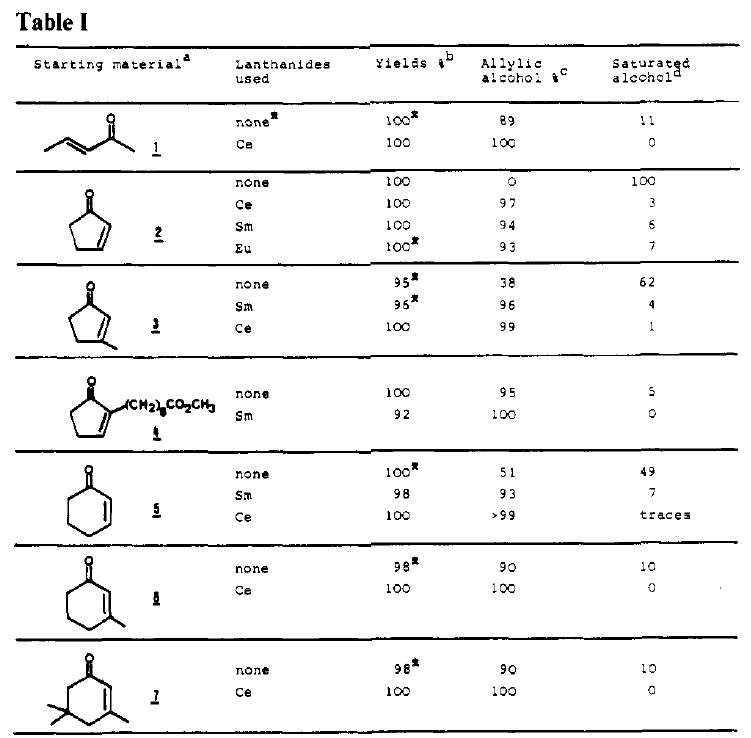 Table I
Starting material a Lanthanides Yields % b Allylic Saturated
used alcohol % c alcohol d
O none* 100* 89 11
1 Ce 100 100 0
none 100 0 100
O Ce 100 97 3
2 Sm 100 94 6
Eu 100* 93 7
O none 95* 38 62
Sm 96* 96 4
3 Ce 100 99 1
O none 100 95 5
(CH2)6CO2CH3 Sm 92 100 0
4
O none 100* 51 49
Sm 98 93 7
5 Ce 100 >99 traces
O none 98* 90 10
6 Ce 100 100 0
O none 98* 90 10
7 Ce 100 100 0